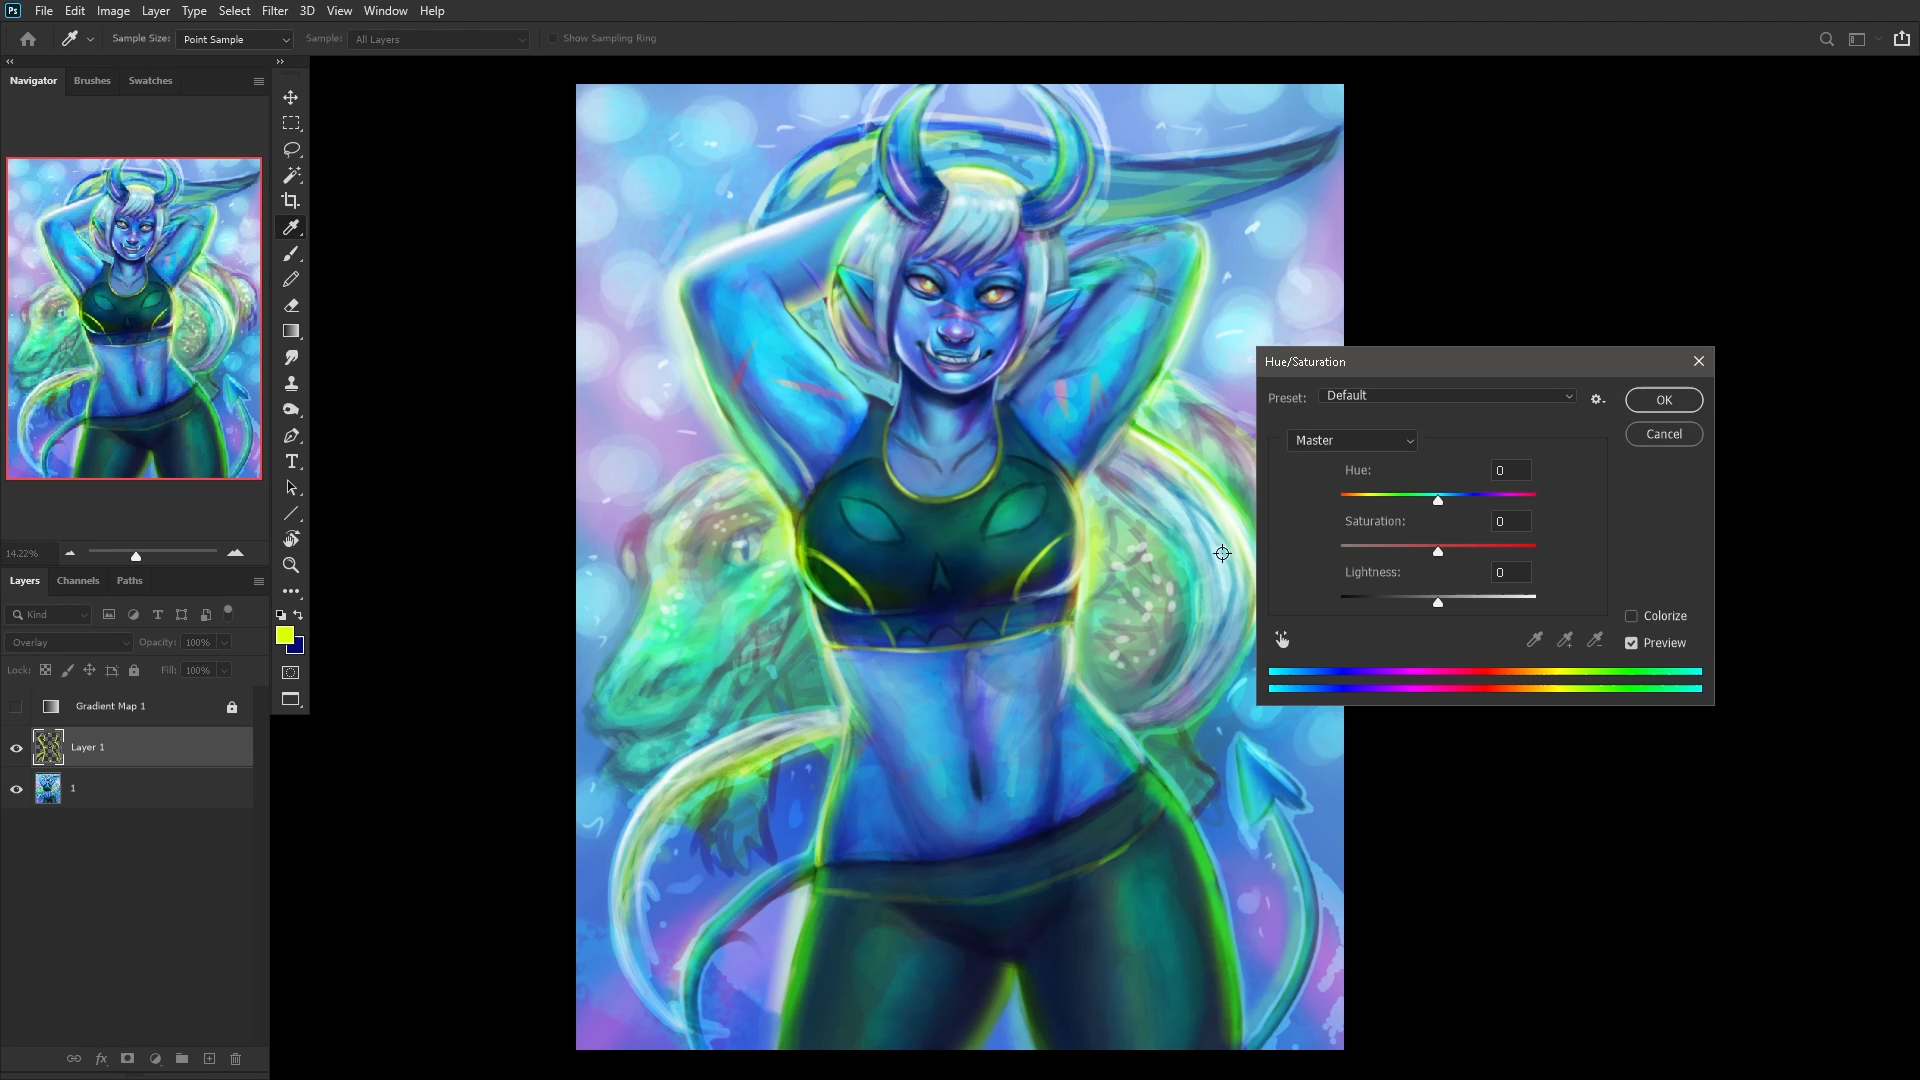 Ps File Edit Image Layer Type Select Filter 3D View Window Help
Sample Size: Point Sample Sample: All Layers Show Sampling Ring
Navigator Brushes Swatches
14.22%
Layers Channels Paths
Kind
Overlay Opacity: 100%
Lock: Fill: 100%
Gradient Map 1
Layer 1
1
fx
Hue/Saturation
Preset: Default
OK
Cancel
Master
Hue: 0
Saturation: 0
Lightness: 0
Colorize
Preview